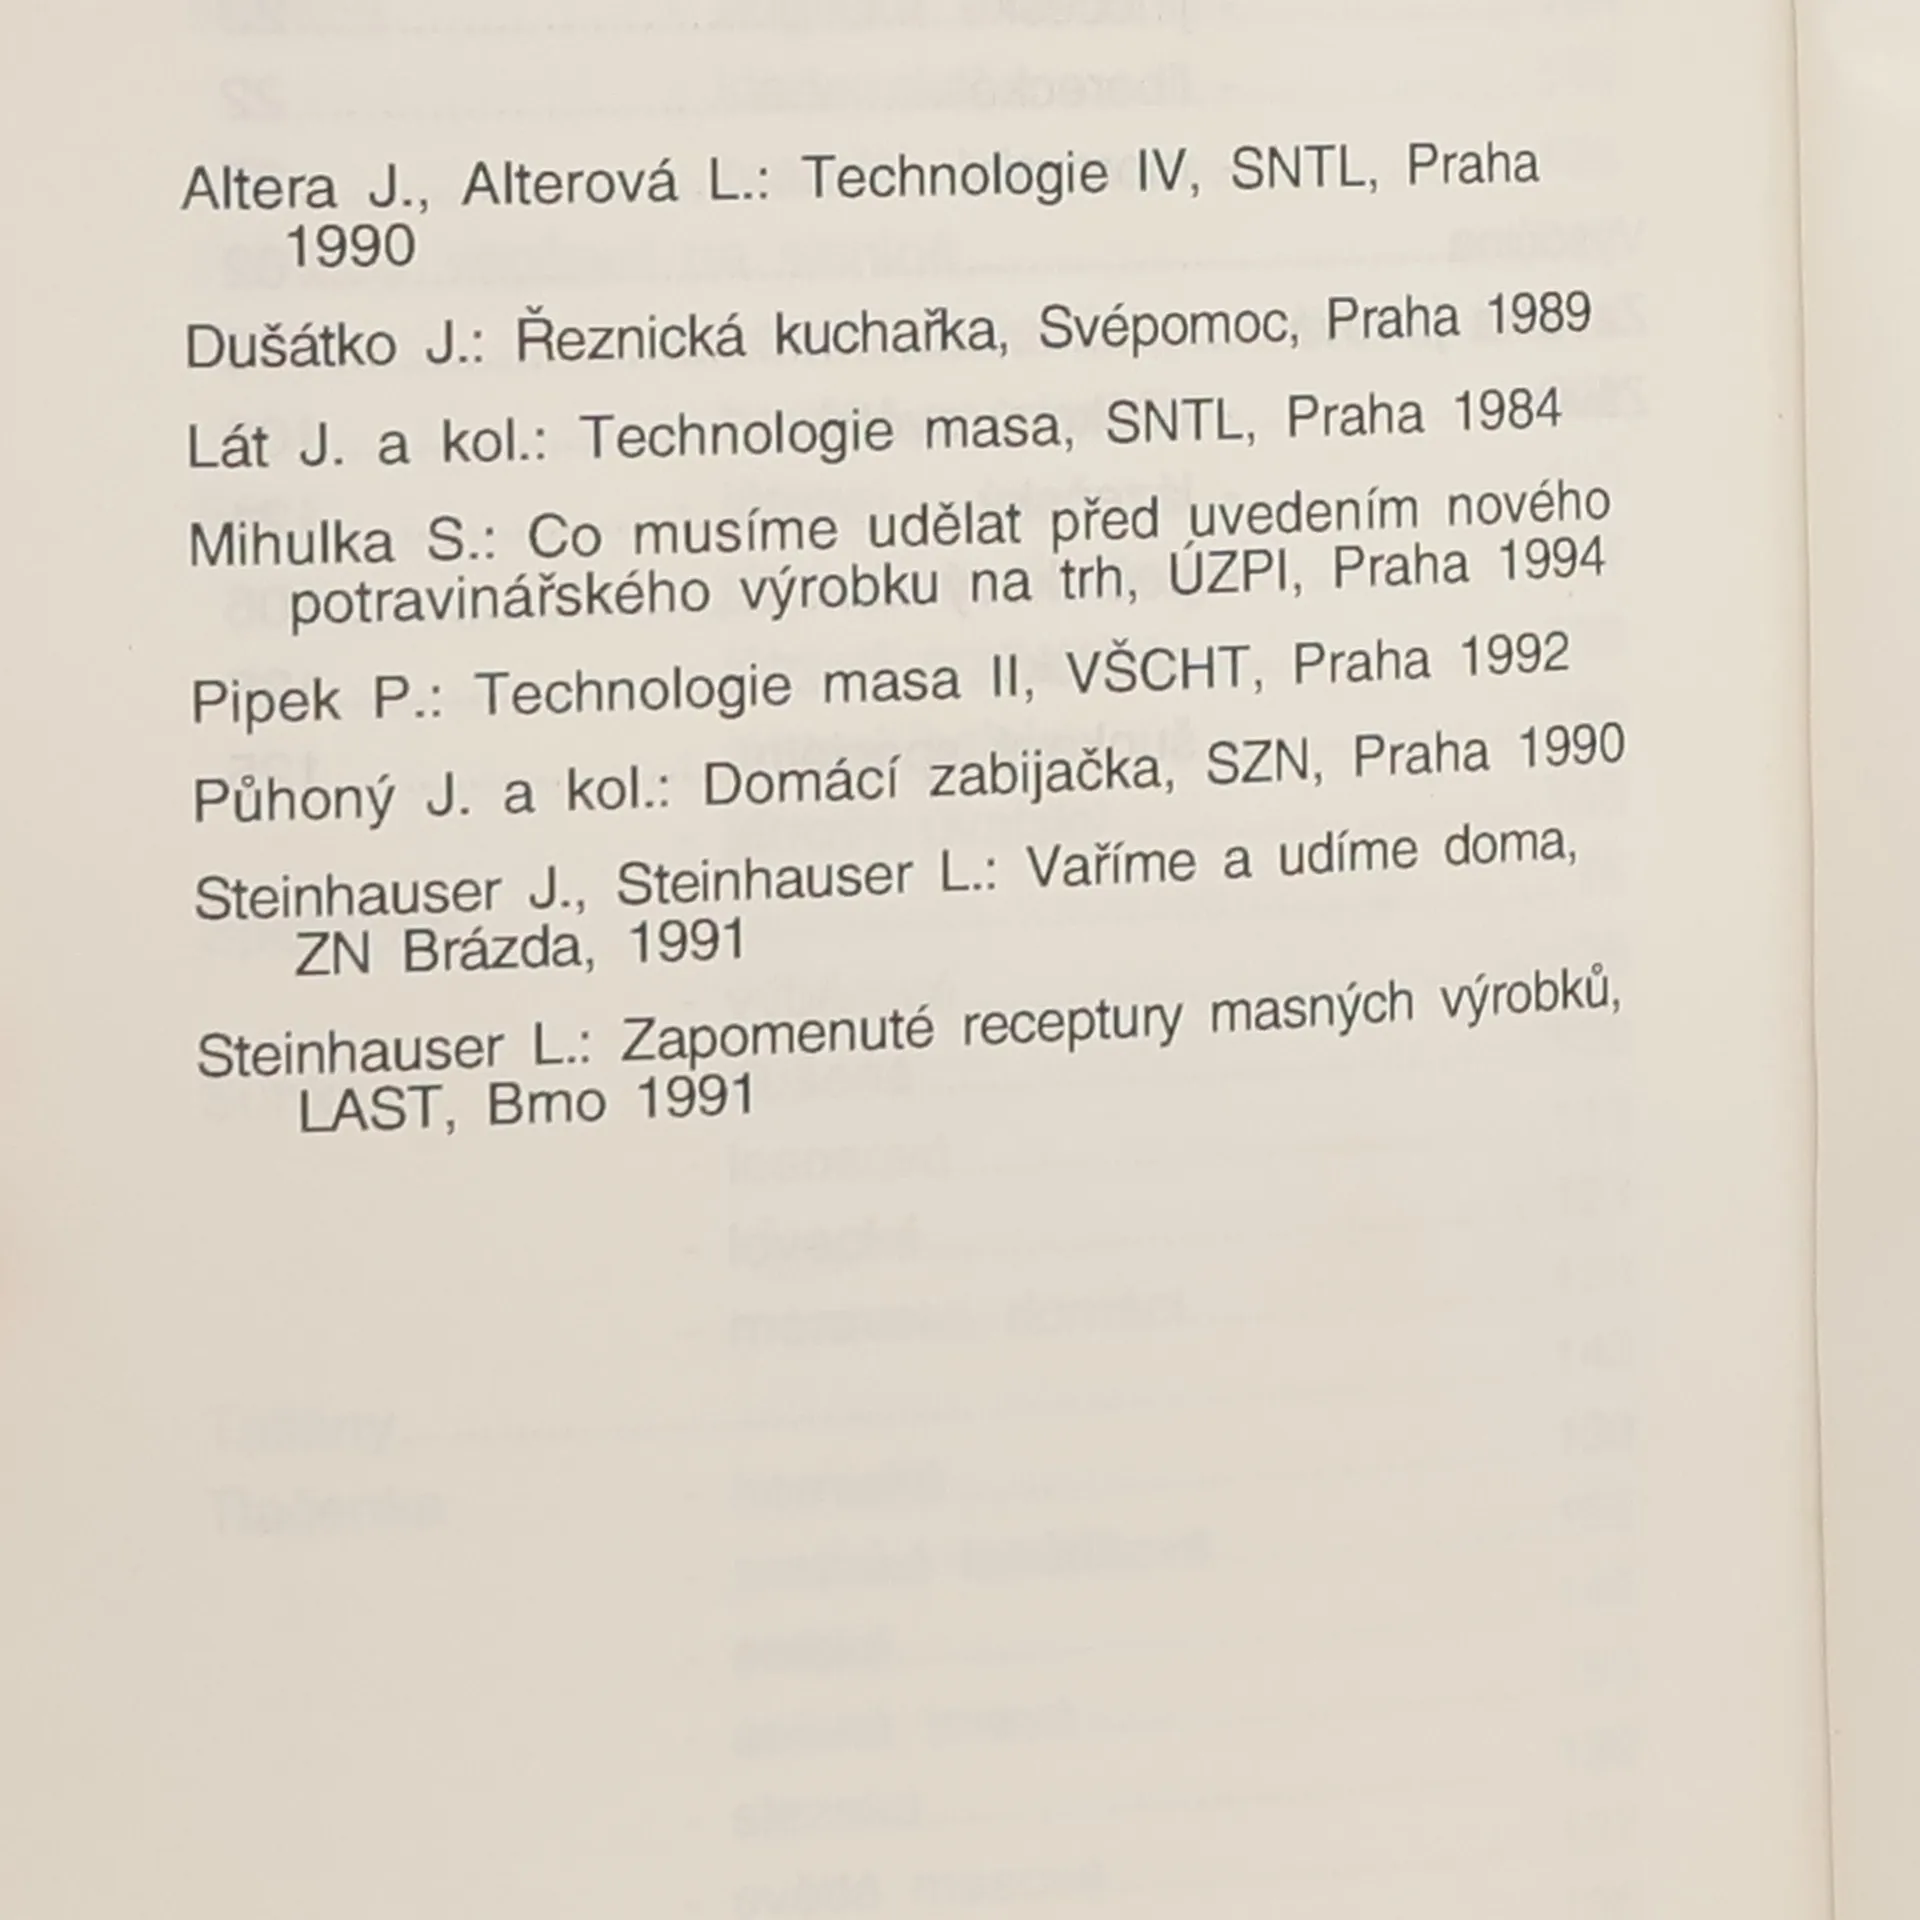 Altera J., Alterová L.: Technologie IV, SNTL, Praha
1990
Dušátko J.: Řeznická kuchařka, Svépomoc, Praha 1989
Lát J. a kol.: Technologie masa, SNTL, Praha 1984
Mihulka S.: Co musíme udělat před uvedením nového
potravinářského výrobku na trh, ÚZPI, Praha 1994
Pipek P.: Technologie masa II, VŠCHT, Praha 1992
Půhoný J. a kol.: Domácí zabijačka, SZN, Praha 1990
Steinhauser J., Steinhauser L.: Vaříme a udíme doma,
ZN Brázda, 1991
Steinhauser L.: Zapomenuté receptury masných výrobků,
LAST, Brno 1991